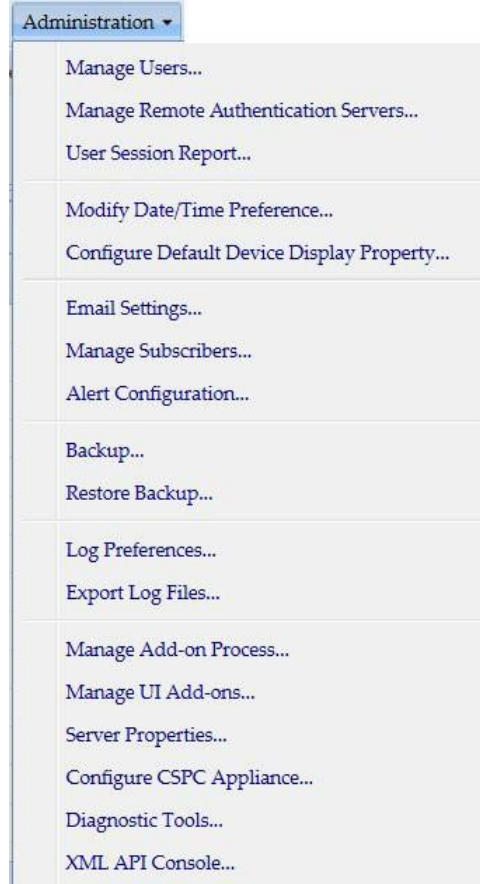 Administration
Manage Users...
Manage Remote Authentication Servers...
User Session Report...
Modify Date/Time Preference...
Configure Default Device Display Property...
Email Settings...
Manage Subscribers...
Alert Configuration...
Backup...
Restore Backup...
Log Preferences...
Export Log Files...
Manage Add-on Process...
Manage UI Add-ons...
Server Properties...
Configure CSPC Appliance...
Diagnostic Tools...
XML API Console...